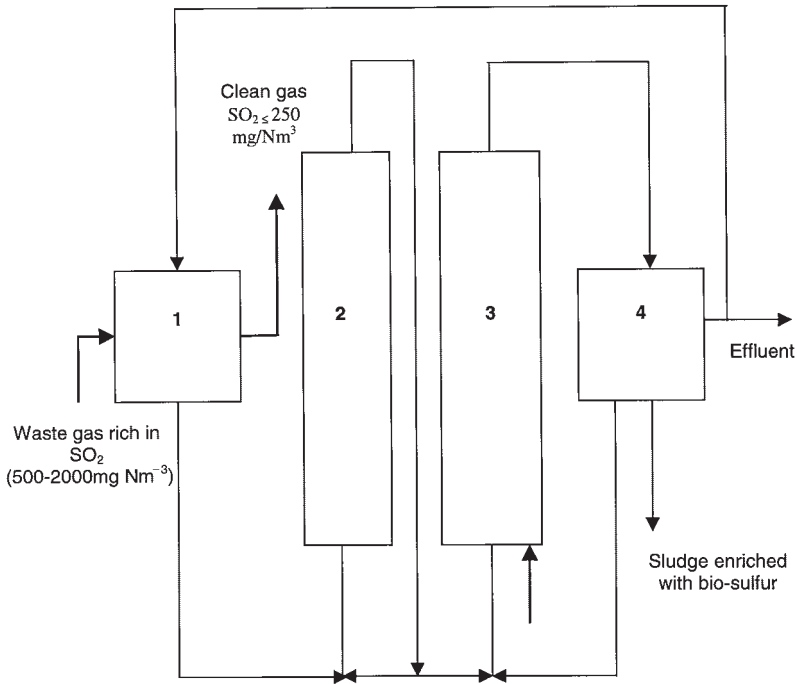 Clean gas
SO₂ ≤ 250
mg/Nm³
1
2
3
4
Effluent
Waste gas rich in
SO₂
(500-2000mg Nm⁻³)
Sludge enriched
with bio-sulfur